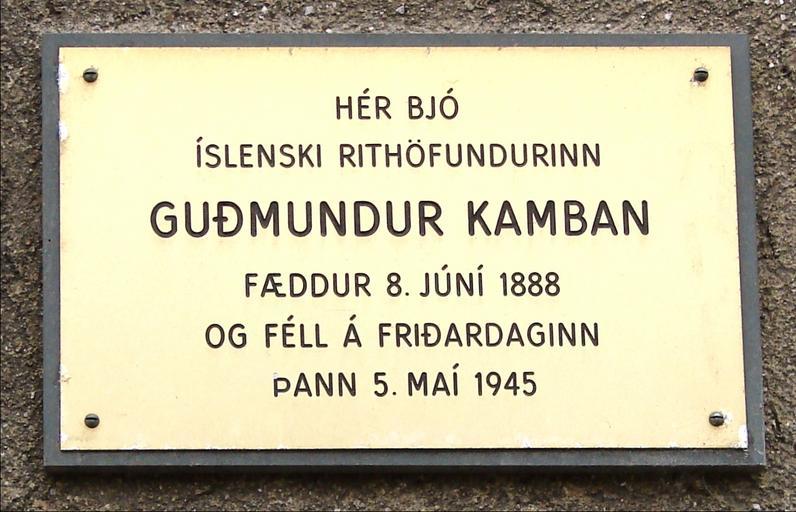 HÉR BJÓ
ÍSLENSKI RITHÖFUNDURINN
GUÐMUNDUR KAMBAN
FÆDDUR 8. JÚNÍ 1888
OG FÉLL Á FRIÐARDAGINN
ÞANN 5. MAÍ 1945